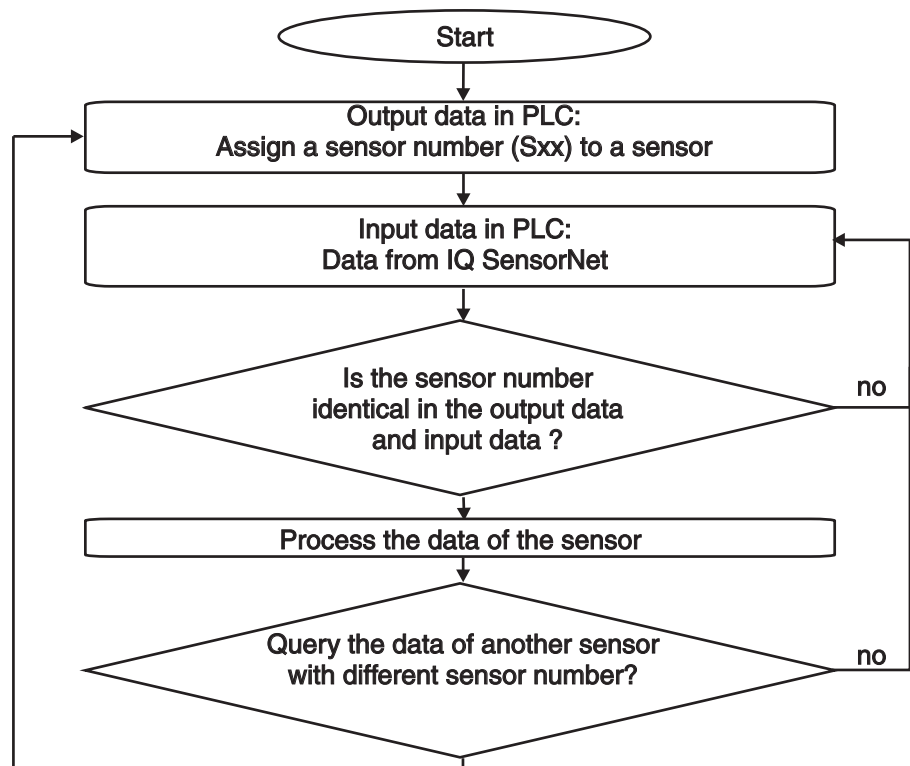 Start
Output data in PLC:
Assign a sensor number (Sxx) to a sensor
Input data in PLC:
Data from IQ SensorNet
Is the sensor number
identical in the output data
and input data ?
no
Process the data of the sensor
Query the data of another sensor
with different sensor number?
no